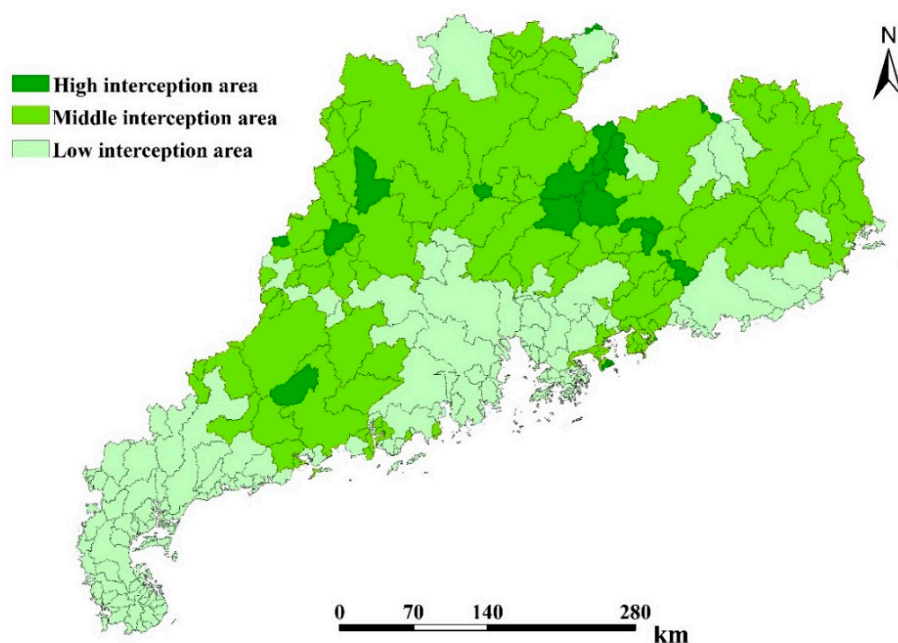 N
High interception area
Middle interception area
Low interception area
0 70 140 280
km